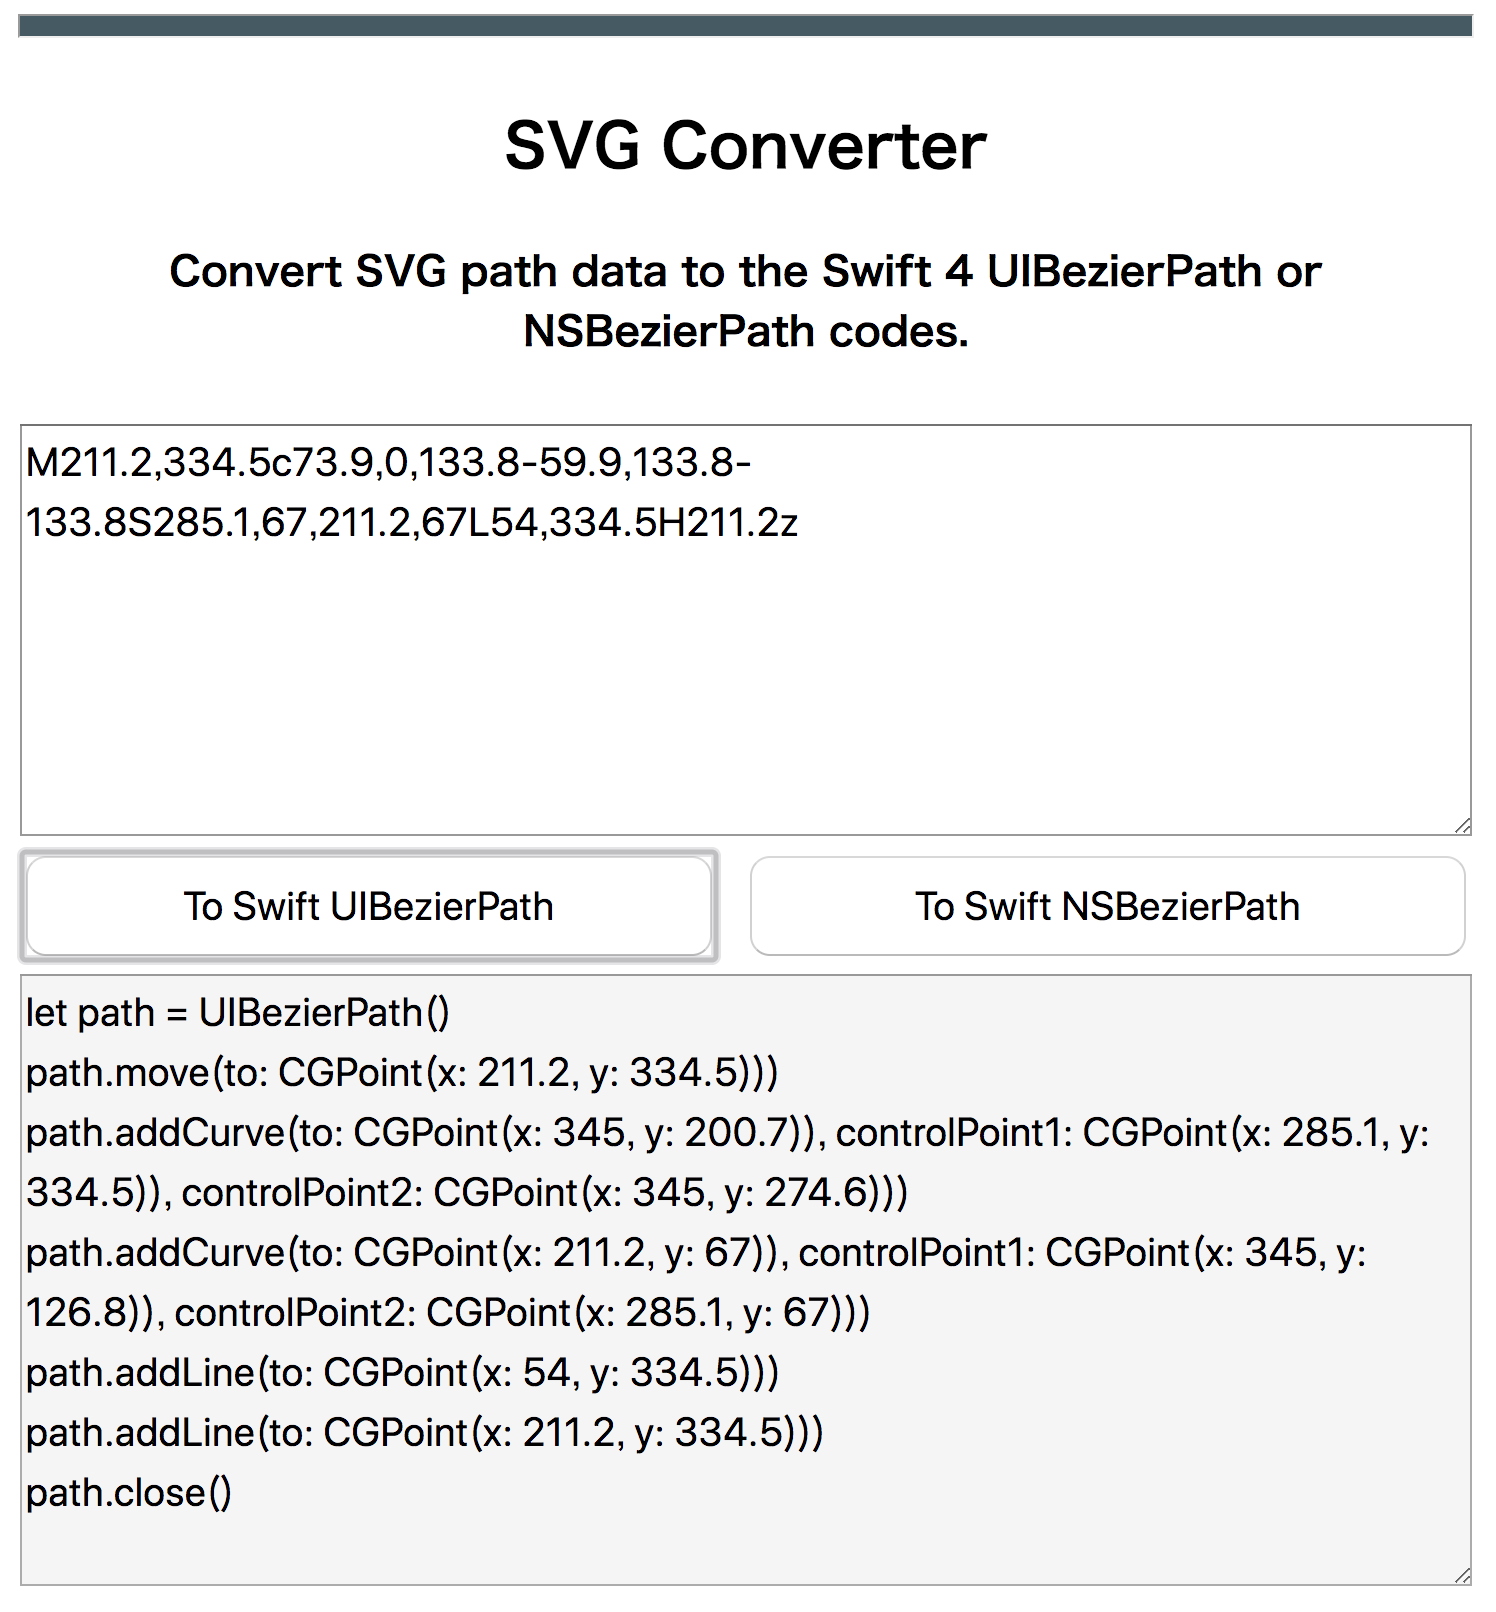 SVG Converter
Convert SVG path data to the Swift 4 UIBezierPath or
NSBezierPath codes.
M211.2,334.5c73.9,0,133.8-59.9,133.8-
133.8S285.1,67,211.2,67L54,334.5H211.2z
To Swift UIBezierPath
To Swift NSBezierPath
let path = UIBezierPath()
path.move(to: CGPoint(x: 211.2, y: 334.5)))
path.addCurve(to: CGPoint(x: 345, y: 200.7)), controlPoint1: CGPoint(x: 285.1, y:
334.5)), controlPoint2: CGPoint(x: 345, y: 274.6)))
path.addCurve(to: CGPoint(x: 211.2, y: 67)), controlPoint1: CGPoint(x: 345, y:
126.8)), controlPoint2: CGPoint(x: 285.1, y: 67)))
path.addLine(to: CGPoint(x: 54, y: 334.5)))
path.addLine(to: CGPoint(x: 211.2, y: 334.5)))
path.close()